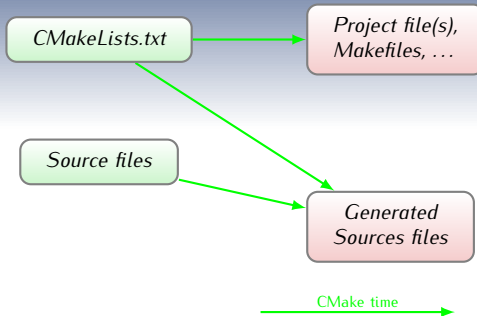 CMakeLists.txt
Project file(s),
Makefiles, …
Source files
Generated
Sources files
CMake time